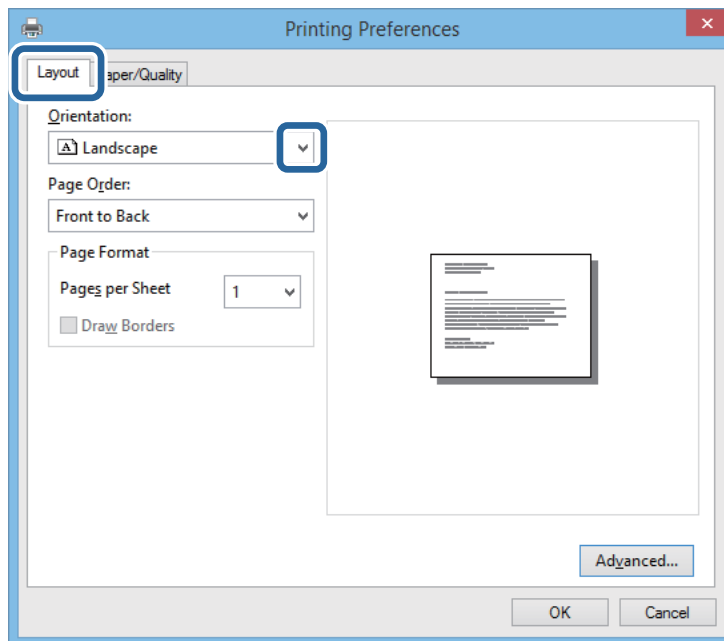 Printing Preferences
Layout
aper/Quality
Orientation:
Landscape
Page Order:
Front to Back
Page Format
Pages per Sheet
1
Draw Borders
Advanced...
OK
Cancel